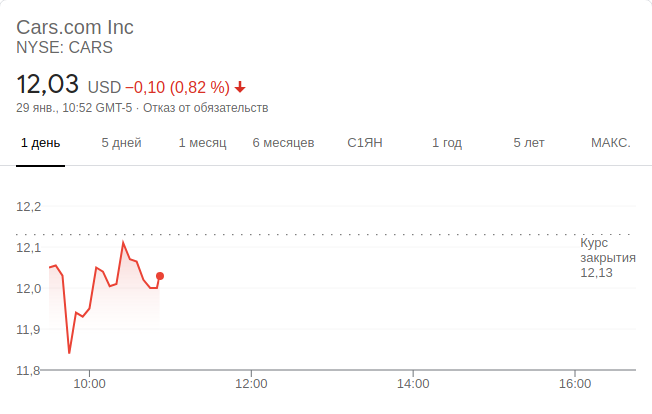 Cars.com Inc
NYSE: CARS
12,03 USD −0,10 (0,82 %)
29 янв., 10:52 GMT-5 · Отказ от обязательств
1 день 5 дней 1 месяц 6 месяцев С1ЯН 1 год 5 лет МАКС.
12,2
12,1
12,0
11,9
11,8
Курс
закрытия
12,13
10:00 12:00 14:00 16:00